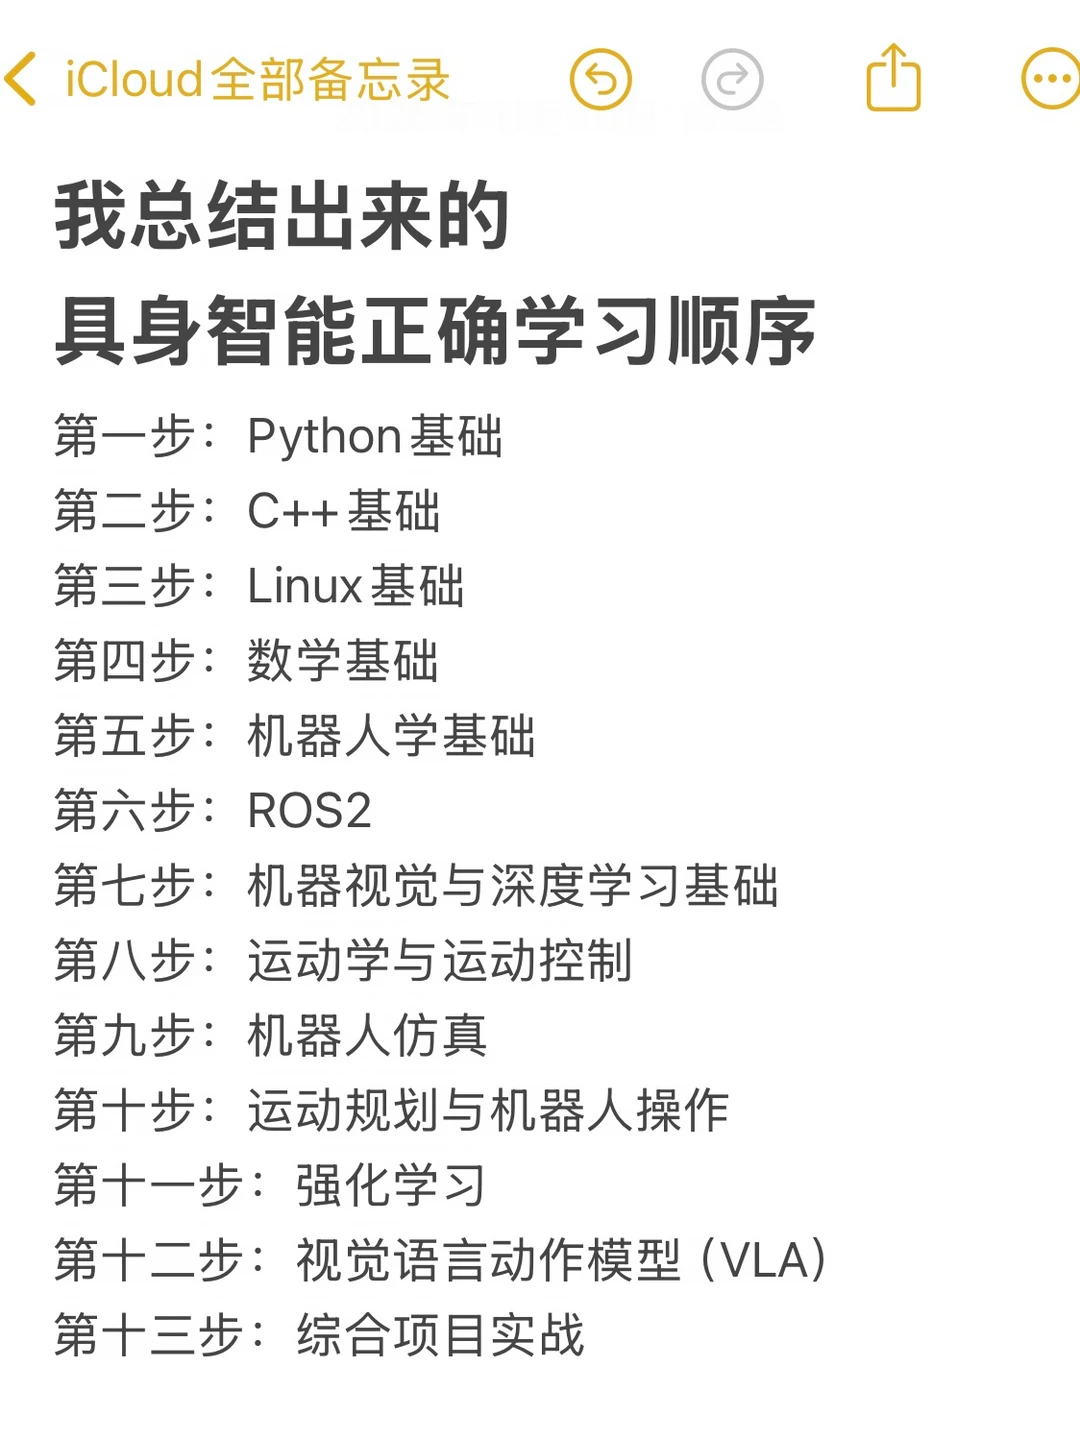 iCloud全部备忘录
我总结出来的
具身智能正确学习顺序
第一步：Python基础
第二步：C++基础
第三步：Linux基础
第四步：数学基础
第五步：机器人学基础
第六步：ROS2
第七步：机器视觉与深度学习基础
第八步：运动学与运动控制
第九步：机器人仿真
第十步：运动规划与机器人操作
第十一步：强化学习
第十二步：视觉语言动作模型（VLA）
第十三步：综合项目实战